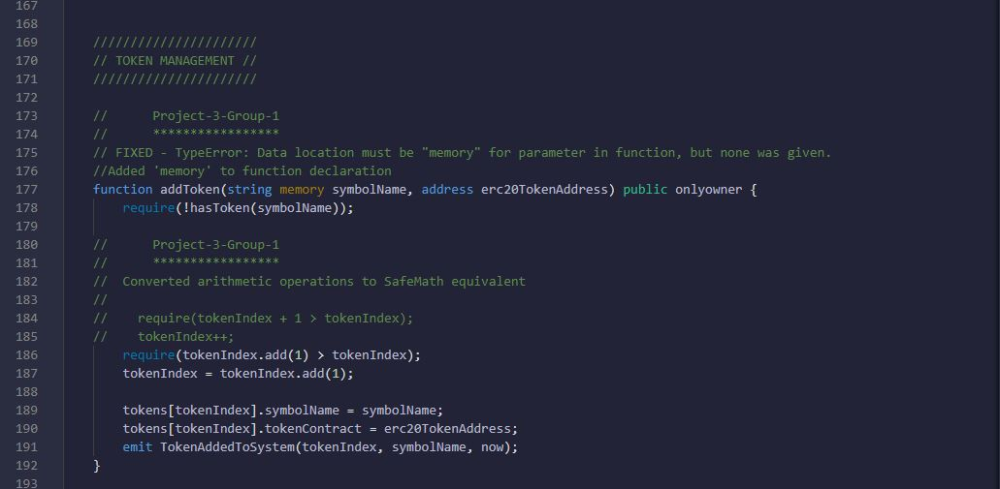 167
168
169 //////////////////////
170 // TOKEN MANAGEMENT //
171 //////////////////////
172
173 //      Project-3-Group-1
174 //      *****************
175 // FIXED - TypeError: Data location must be "memory" for parameter in function, but none was given.
176 //Added 'memory' to function declaration
177 function addToken(string memory symbolName, address erc20TokenAddress) public onlyowner {
178     require(!hasToken(symbolName));
179
180 //      Project-3-Group-1
181 //      *****************
182 //  Converted arithmetic operations to SafeMath equivalent
183 //
184 //    require(tokenIndex + 1 > tokenIndex);
185 //    tokenIndex++;
186     require(tokenIndex.add(1) > tokenIndex);
187     tokenIndex = tokenIndex.add(1);
188
189     tokens[tokenIndex].symbolName = symbolName;
190     tokens[tokenIndex].tokenContract = erc20TokenAddress;
191     emit TokenAddedToSystem(tokenIndex, symbolName, now);
192 }
193